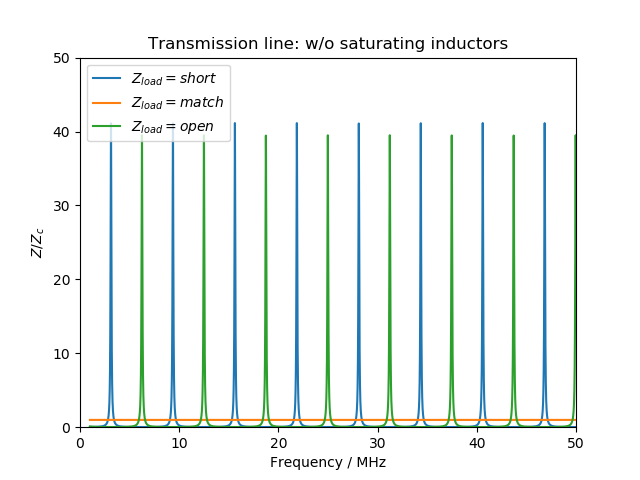 Transmission line: w/o saturating inductors
Z_load = short
Z_load = match
Z_load = open
Z/Z_c
50
40
30
20
10
0
0 10 20 30 40 50
Frequency / MHz